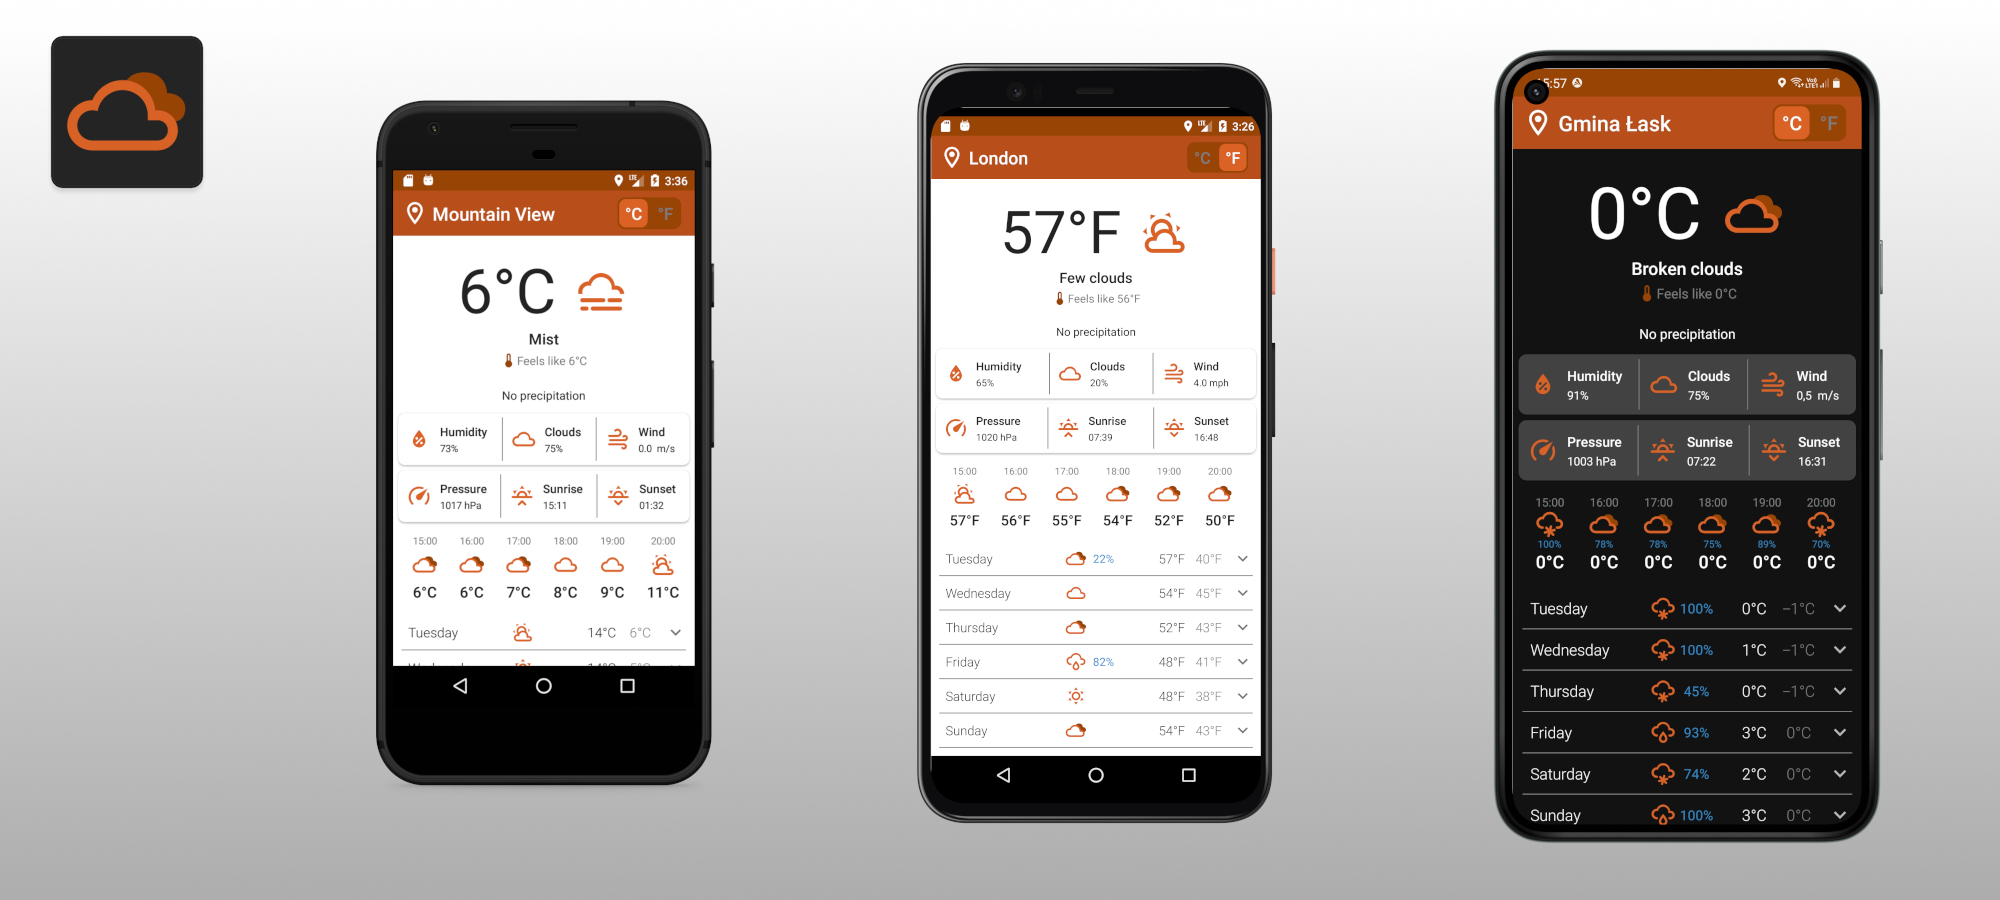 3:36
Mountain View
°C °F
6°C
Mist
Feels like 6°C
No precipitation
Humidity Clouds Wind
73% 75% 0.0 m/s
Pressure Sunrise Sunset
1017 hPa 15:11 01:32
15:00 16:00 17:00 18:00 19:00 20:00
6°C 6°C 7°C 8°C 9°C 11°C
Tuesday 14°C 6°C
LTE 3:26
London
°C °F
57°F
Few clouds
Feels like 56°F
No precipitation
Humidity Clouds Wind
65% 20% 4.0 mph
Pressure Sunrise Sunset
1020 hPa 07:39 16:48
15:00 16:00 17:00 18:00 19:00 20:00
57°F 56°F 55°F 54°F 52°F 50°F
Tuesday 22% 57°F 40°F
Wednesday 54°F 45°F
Thursday 52°F 43°F
Friday 82% 48°F 41°F
Saturday 48°F 38°F
Sunday 54°F 43°F
5:57
Gmina Łask
°C °F
0°C
Broken clouds
Feels like 0°C
No precipitation
Humidity Clouds Wind
91% 75% 0,5 m/s
Pressure Sunrise Sunset
1003 hPa 07:22 16:31
15:00 16:00 17:00 18:00 19:00 20:00
100% 78% 78% 75% 89% 70%
0°C 0°C 0°C 0°C 0°C 0°C
Tuesday 100% 0°C −1°C
Wednesday 100% 1°C −1°C
Thursday 45% 0°C −1°C
Friday 93% 3°C 0°C
Saturday 74% 2°C 0°C
Sunday 100% 3°C 0°C